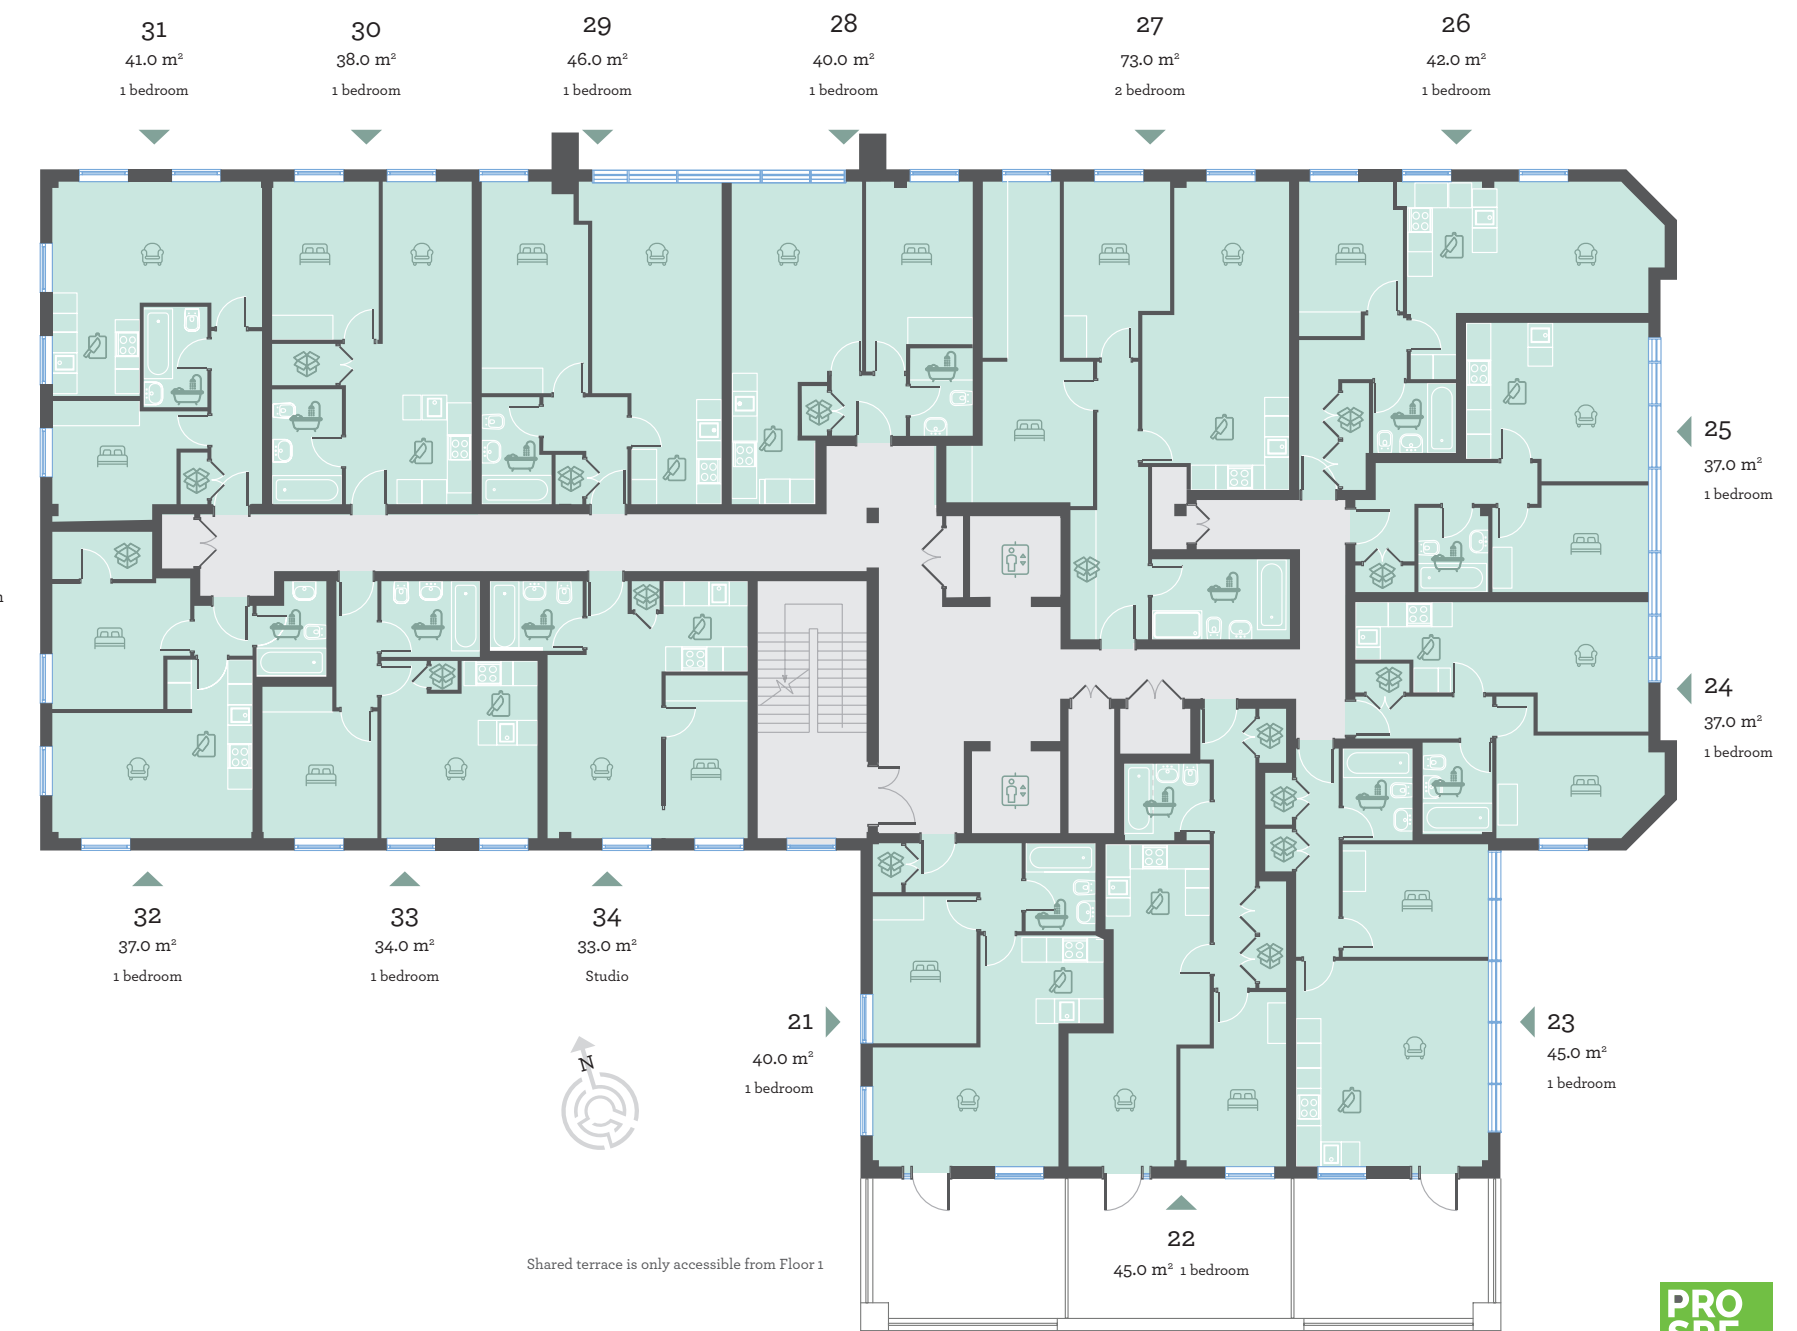 31
41.0 m²
1 bedroom
30
38.0 m²
1 bedroom
29
46.0 m²
1 bedroom
28
40.0 m²
1 bedroom
27
73.0 m²
2 bedroom
26
42.0 m²
1 bedroom
25
37.0 m²
1 bedroom
24
37.0 m²
1 bedroom
32
37.0 m²
1 bedroom
33
34.0 m²
1 bedroom
34
33.0 m²
Studio
21
40.0 m²
1 bedroom
23
45.0 m²
1 bedroom
N
22
45.0 m² 1 bedroom
Shared terrace is only accessible from Floor 1
PRO